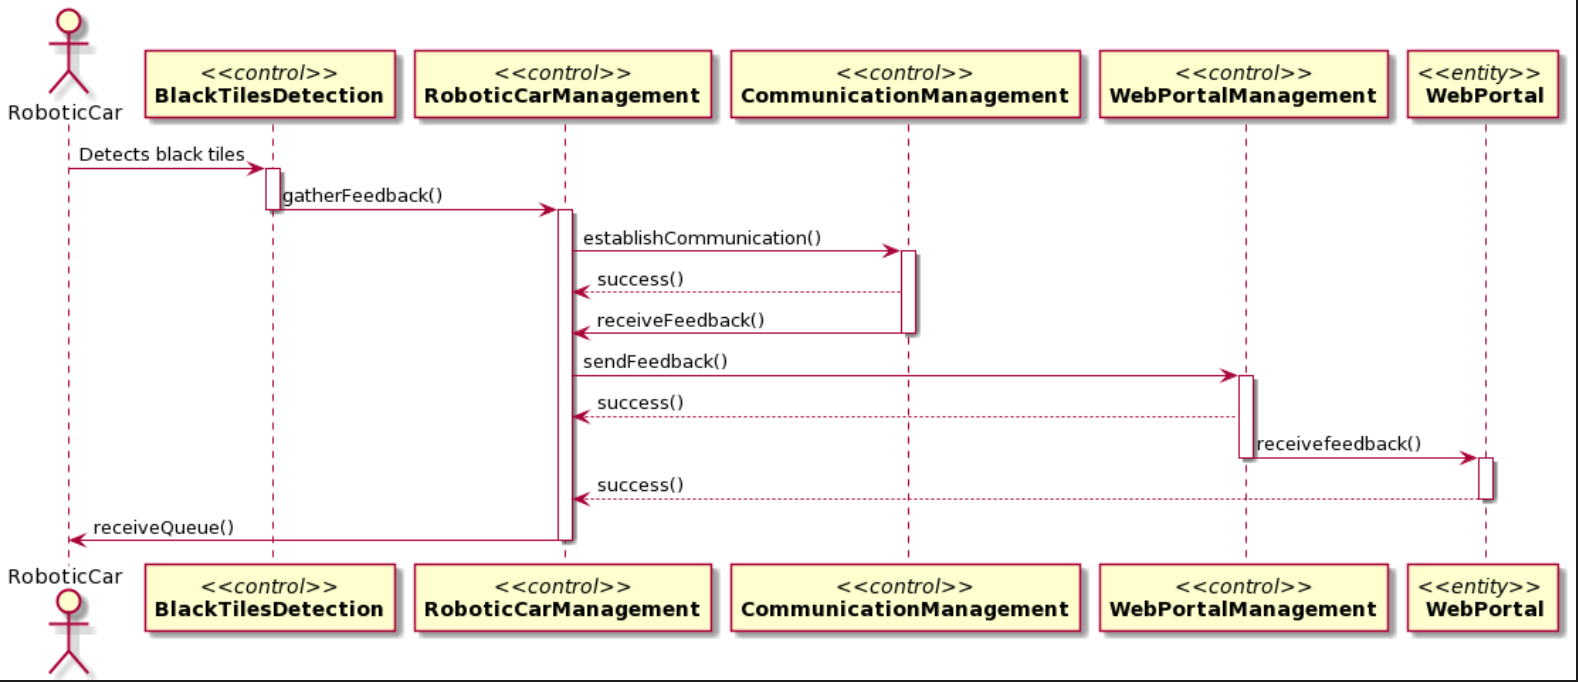 RoboticCar
<<control>>
BlackTilesDetection
<<control>>
RoboticCarManagement
<<control>>
CommunicationManagement
<<control>>
WebPortalManagement
<<entity>>
WebPortal
Detects black tiles
gatherFeedback()
establishCommunication()
success()
receiveFeedback()
sendFeedback()
success()
receivefeedback()
success()
receiveQueue()
RoboticCar
<<control>>
BlackTilesDetection
<<control>>
RoboticCarManagement
<<control>>
CommunicationManagement
<<control>>
WebPortalManagement
<<entity>>
WebPortal